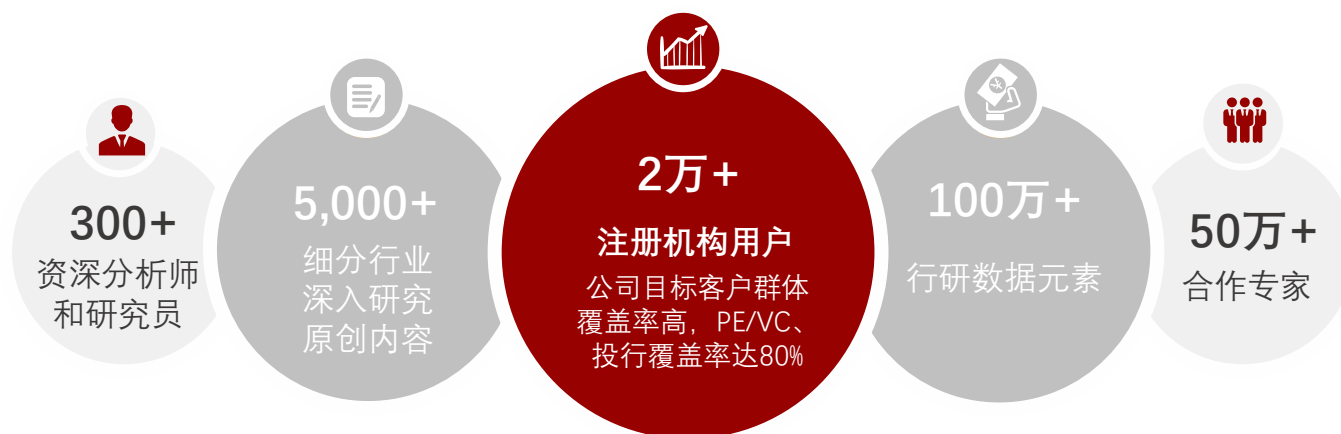 300+
资深分析师
和研究员
5,000+
细分行业
深入研究
原创内容
2万+
注册机构用户
公司目标客户群体
覆盖率高，PE/VC、
投行覆盖率达80%
100万+
行研数据元素
50万+
合作专家